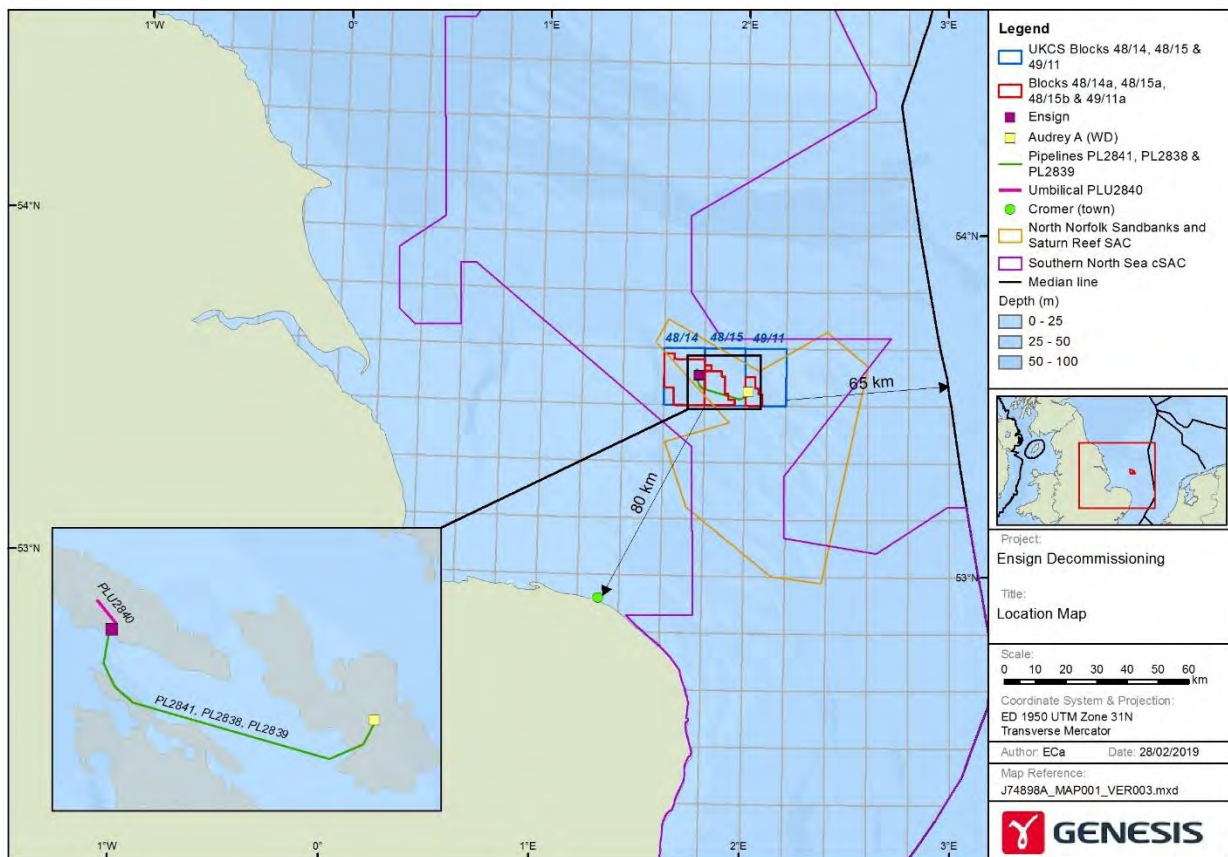 1°W
0°
1°E
2°E
3°E
54°N
54°N
48/14
48/15
49/11
65 km
80 km
53°N
53°N
PLU2840
PL2841, PL2838, PL2839
1°W
0°
1°E
2°E
3°E
Legend
UKCS Blocks 48/14, 48/15 &
49/11
Blocks 48/14a, 48/15a,
48/15b & 49/11a
Ensign
Audrey A (WD)
Pipelines PL2841, PL2838 &
PL2839
Umbilical PLU2840
Cromer (town)
North Norfolk Sandbanks and
Saturn Reef SAC
Southern North Sea cSAC
Median line
Depth (m)
0 - 25
25 - 50
50 - 100
Project:
Ensign Decommissioning
Title:
Location Map
Scale:
0 10 20 30 40 50 60
km
Coordinate System & Projection:
ED 1950 UTM Zone 31N
Transverse Mercator
Author: ECa Date: 28/02/2019
Map Reference:
J74898A_MAP001_VER003.mxd
GENESIS